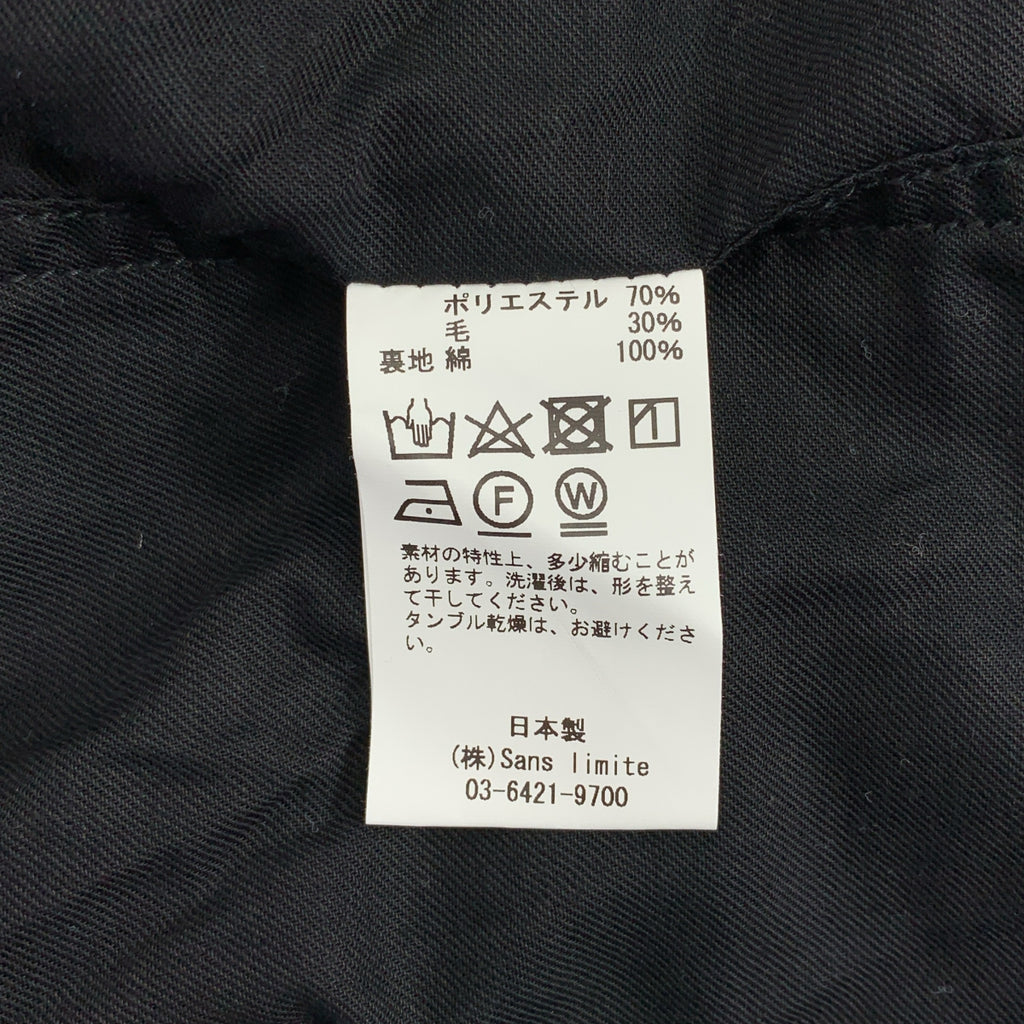 ポリエステル 70%
毛 30%
裏地 綿 100%
F W
素材の特性上、多少縮むことが
あります。洗濯後は、形を整え
て干してください。
タンブル乾燥は、お避けくださ
い。
日本製
(株)Sans limite
03-6421-9700